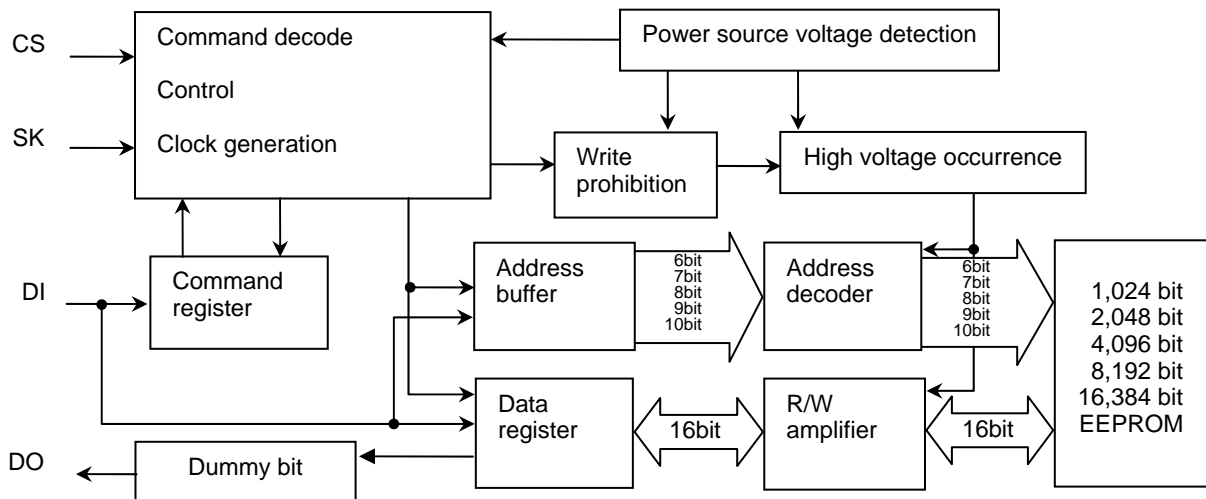 CS
Command decode
Control
Clock generation
Power source voltage detection
SK
Write
prohibition
High voltage occurrence
DI
Command
register
Address
buffer
6bit
7bit
8bit
9bit
10bit
Address
decoder
6bit
7bit
8bit
9bit
10bit
1,024 bit
2,048 bit
4,096 bit
8,192 bit
16,384 bit
EEPROM
Data
register
16bit
R/W
amplifier
16bit
DO
Dummy bit